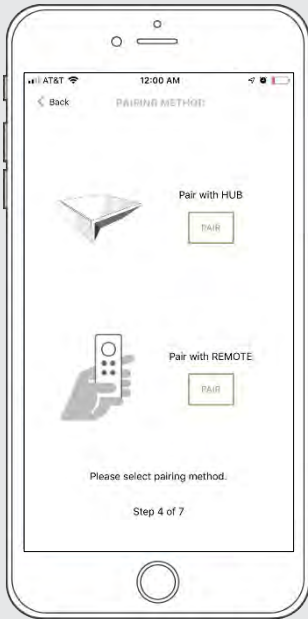 AT&T 12:00 AM
Back PAIRING METHOD
Pair with HUB
PAIR
Pair with REMOTE
PAIR
Please select pairing method.
Step 4 of 7